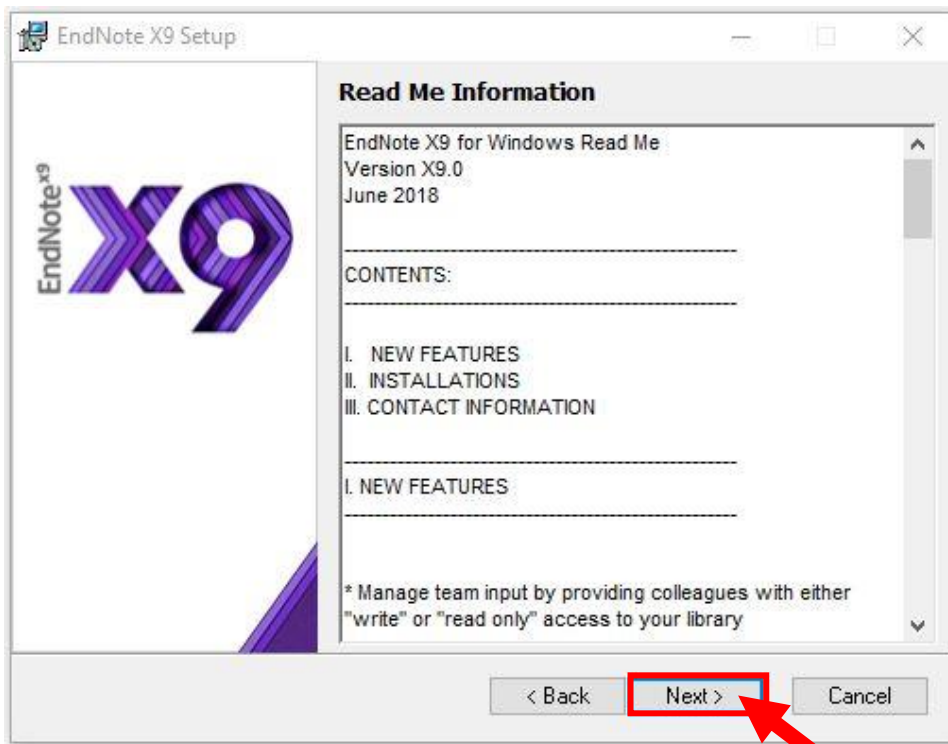 EndNote X9 Setup
EndNote x9
X9
Read Me Information
EndNote X9 for Windows Read Me
Version X9.0
June 2018
----------------------------------------------------------------------
CONTENTS:
----------------------------------------------------------------------
I.   NEW FEATURES
II.  INSTALLATIONS
III. CONTACT INFORMATION
----------------------------------------------------------------------
I. NEW FEATURES
----------------------------------------------------------------------
* Manage team input by providing colleagues with either
"write" or "read only" access to your library
< Back Next > Cancel